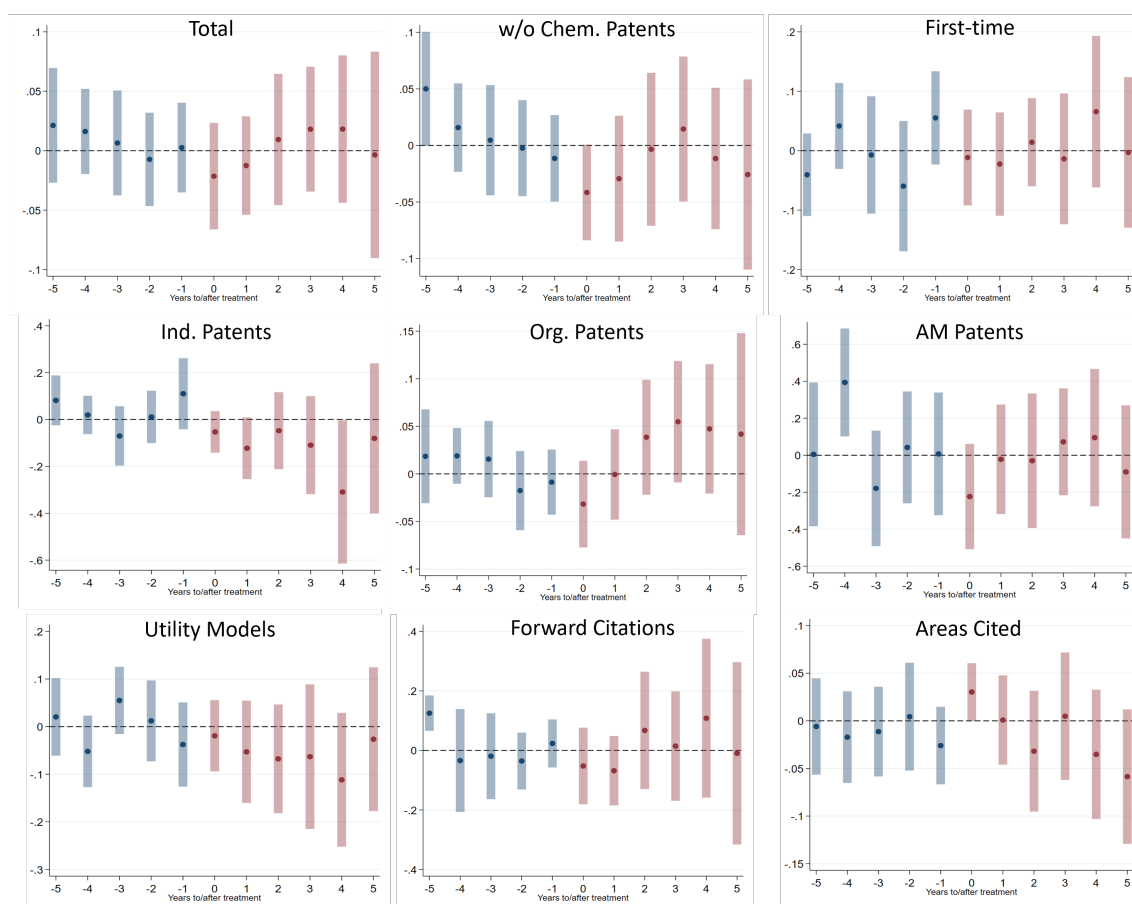 Total
.1
.05
0
-.05
-.1
-5 -4 -3 -2 -1 0 1 2 3 4 5
Years to/after treatment
w/o Chem. Patents
.1
.05
0
-.05
-.1
-5 -4 -3 -2 -1 0 1 2 3 4 5
Years to/after treatment
First-time
.2
.1
0
-.1
-.2
-5 -4 -3 -2 -1 0 1 2 3 4 5
Years to/after treatment
Ind. Patents
.4
.2
0
-.2
-.4
-.6
-5 -4 -3 -2 -1 0 1 2 3 4 5
Years to/after treatment
Org. Patents
.15
.1
.05
0
-.05
-.1
-5 -4 -3 -2 -1 0 1 2 3 4 5
Years to/after treatment
AM Patents
.6
.4
.2
0
-.2
-.4
-.6
-5 -4 -3 -2 -1 0 1 2 3 4 5
Years to/after treatment
Utility Models
.2
.1
0
-.1
-.2
-.3
-5 -4 -3 -2 -1 0 1 2 3 4 5
Years to/after treatment
Forward Citations
.4
.2
0
-.2
-.4
-5 -4 -3 -2 -1 0 1 2 3 4 5
Years to/after treatment
Areas Cited
.1
.05
0
-.05
-.1
-.15
-5 -4 -3 -2 -1 0 1 2 3 4 5
Years to/after treatment